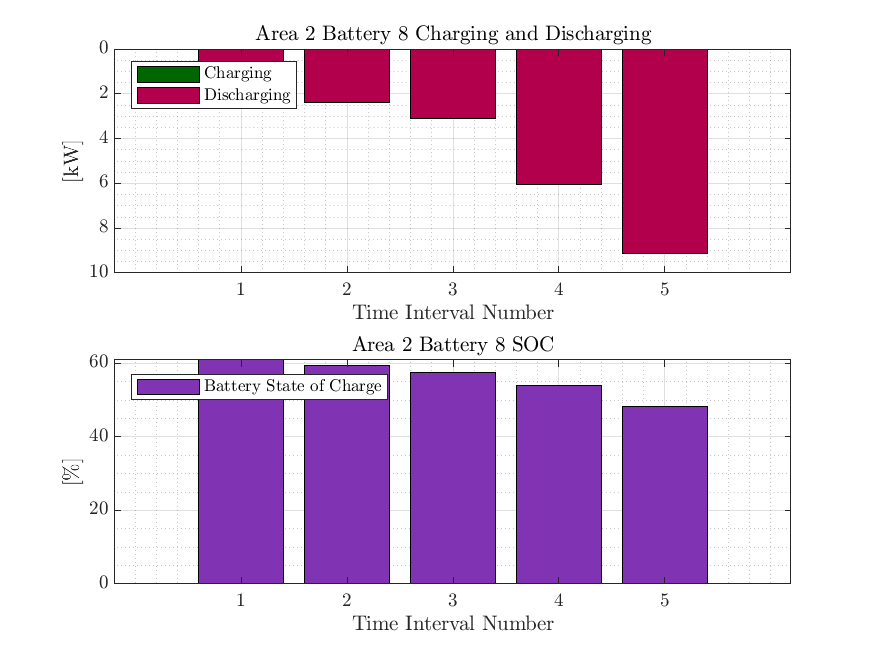 Area 2 Battery 8 Charging and Discharging
0
2
4
6
8
10
[kW]
Charging
Discharging
1 2 3 4 5
Time Interval Number
Area 2 Battery 8 SOC
60
40
20
0
[%]
Battery State of Charge
1 2 3 4 5
Time Interval Number